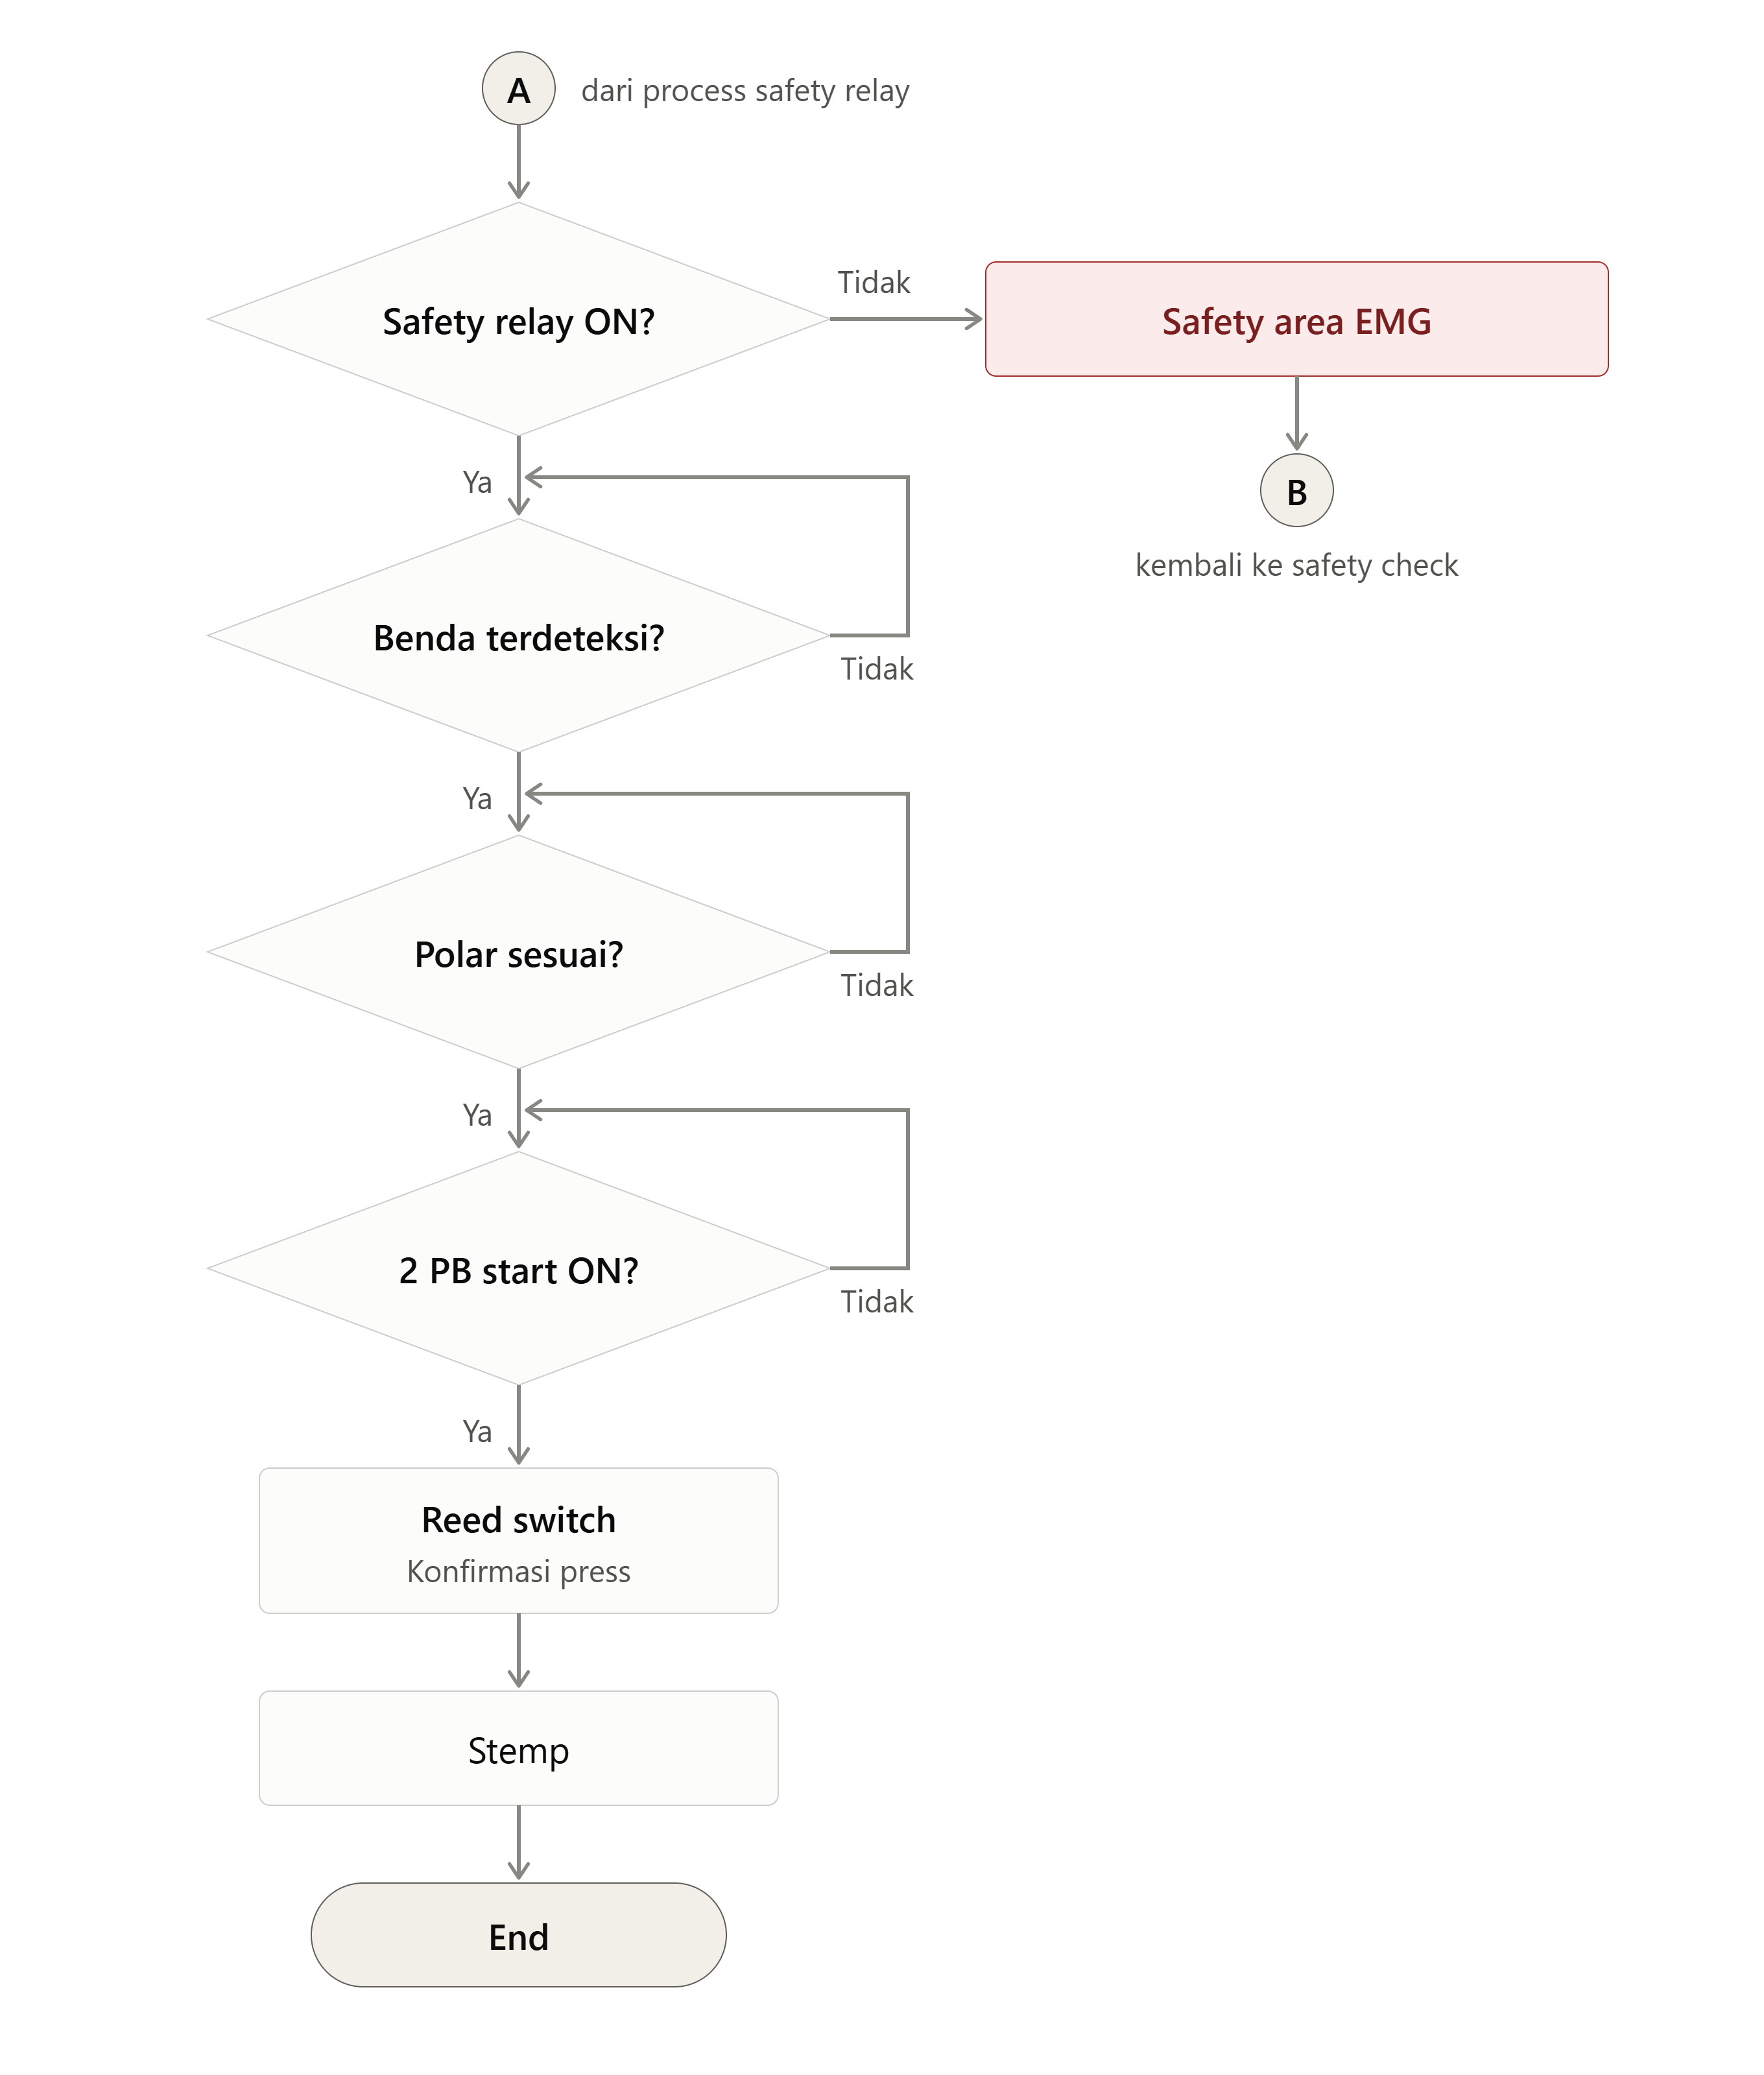 A
dari process safety relay
Safety relay ON?
Tidak
Safety area EMG
Ya
B
kembali ke safety check
Benda terdeteksi?
Tidak
Ya
Polar sesuai?
Tidak
Ya
2 PB start ON?
Tidak
Ya
Reed switch
Konfirmasi press
Stemp
End